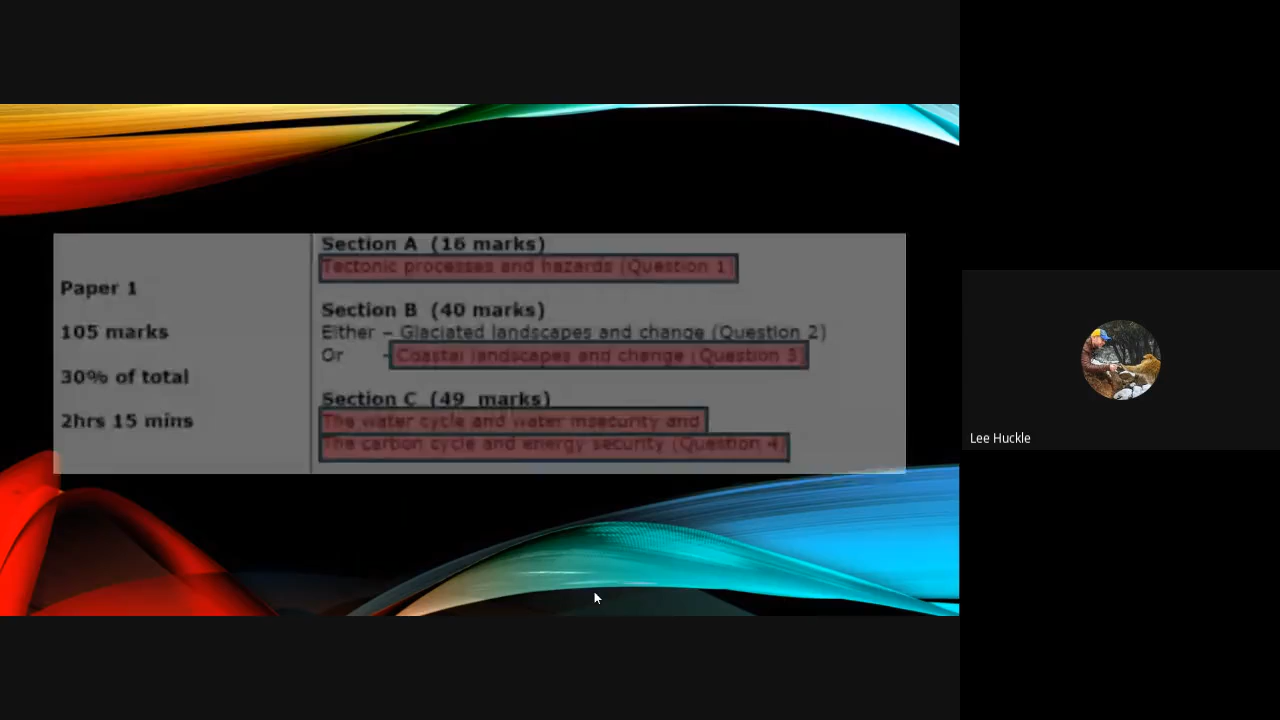 Paper 1
105 marks
30% of total
2hrs 15 mins
Section A (16 marks)
Tectonic processes and hazards (Question 1)
Section B (40 marks)
Either – Glaciated landscapes and change (Question 2)
Or - Coastal landscapes and change (Question 3)
Section C (49 marks)
The water cycle and water insecurity and
The carbon cycle and energy security (Question 4)
Lee Huckle